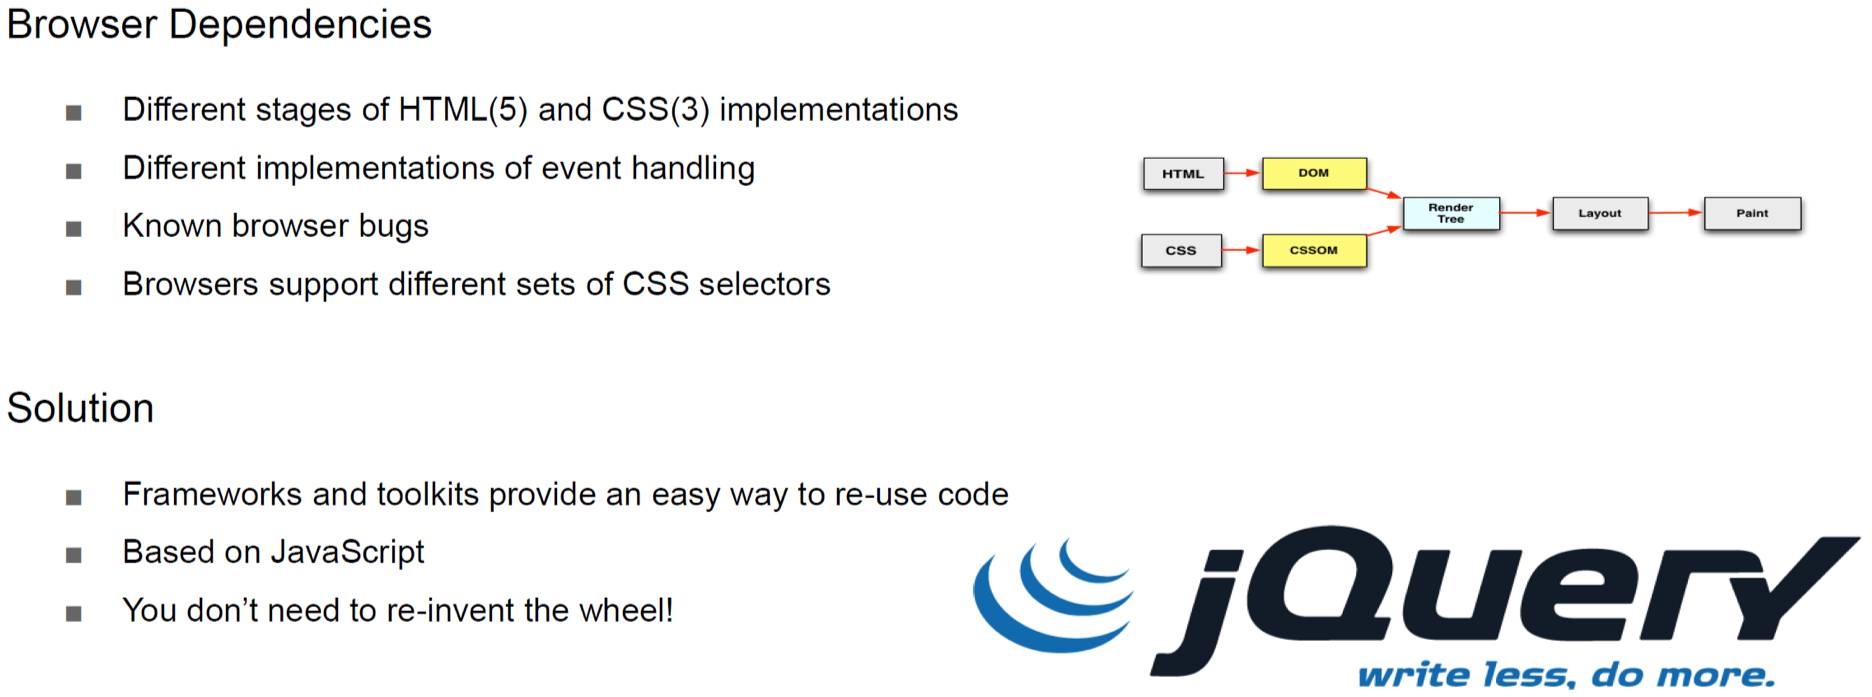 Browser Dependencies
Different stages of HTML(5) and CSS(3) implementations
Different implementations of event handling
Known browser bugs
Browsers support different sets of CSS selectors
HTML
DOM
Render
Tree
Layout
Paint
CSS
CSSOM
Solution
Frameworks and toolkits provide an easy way to re-use code
Based on JavaScript
You don’t need to re-invent the wheel!
jQuery
write less, do more.